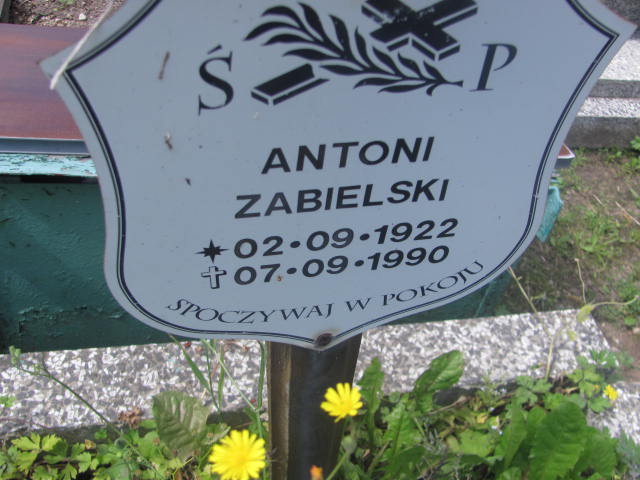 Ś P
ANTONI
ZABIELSKI
02•09•1922
07•09•1990
SPOCZYWAJ W POKOJU